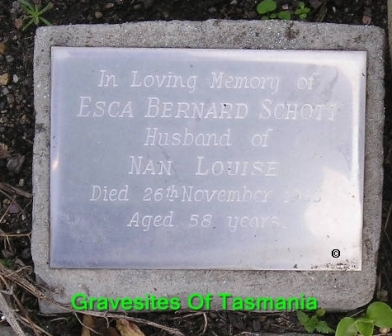 In Loving Memory of
ESCA BERNARD SCHOTT
Husband of
NAN LOUISE
Died 26th November
Aged 58 years
©
Gravesites Of Tasmania